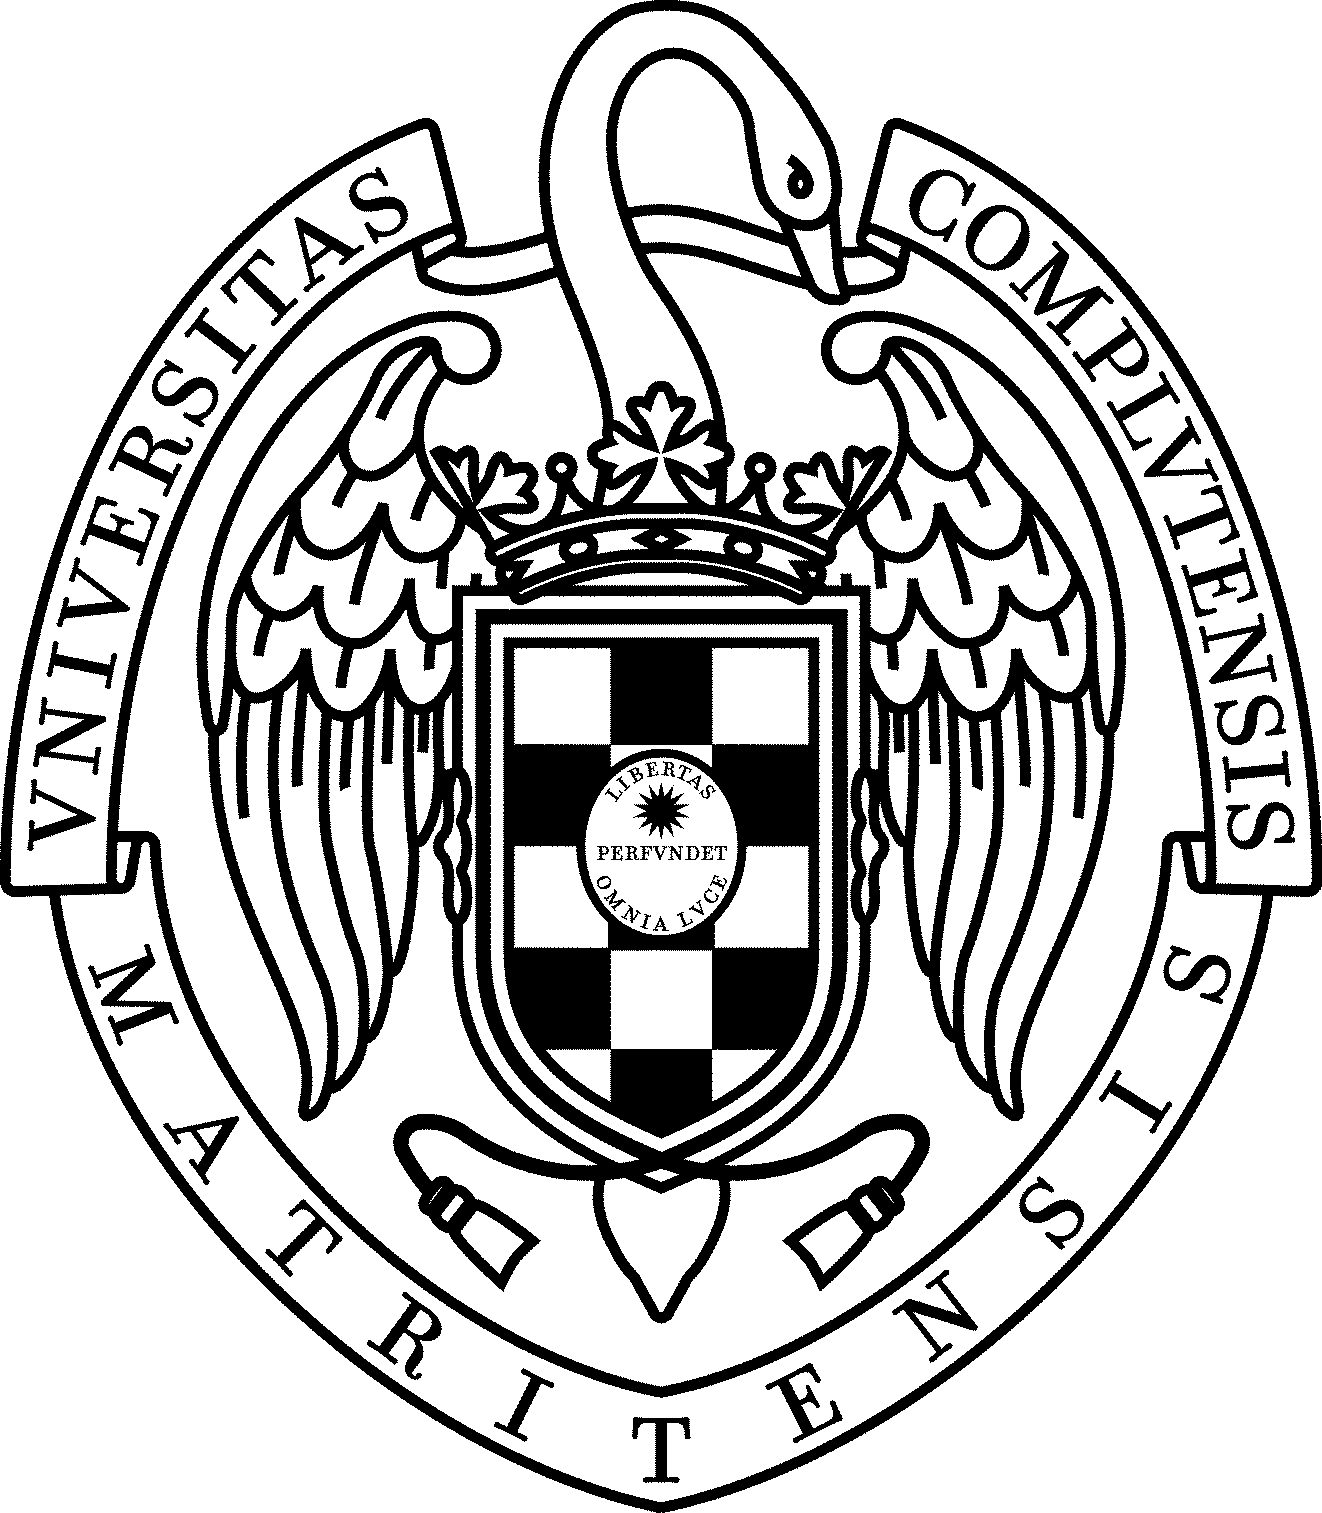 VNIVERSITAS
COMPLVTENSIS
MATRITENSIS
LIBERTAS
PERFVNDET
OMNIA LVCE